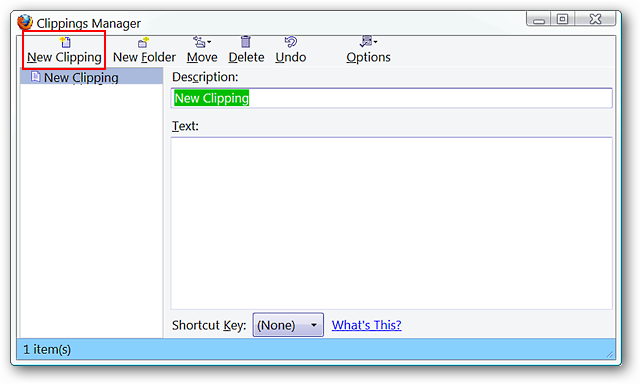 Clippings Manager
New Clipping New Folder Move Delete Undo Options
New Clipping
Description:
New Clipping
Text:
Shortcut Key: (None) What's This?
1 item(s)